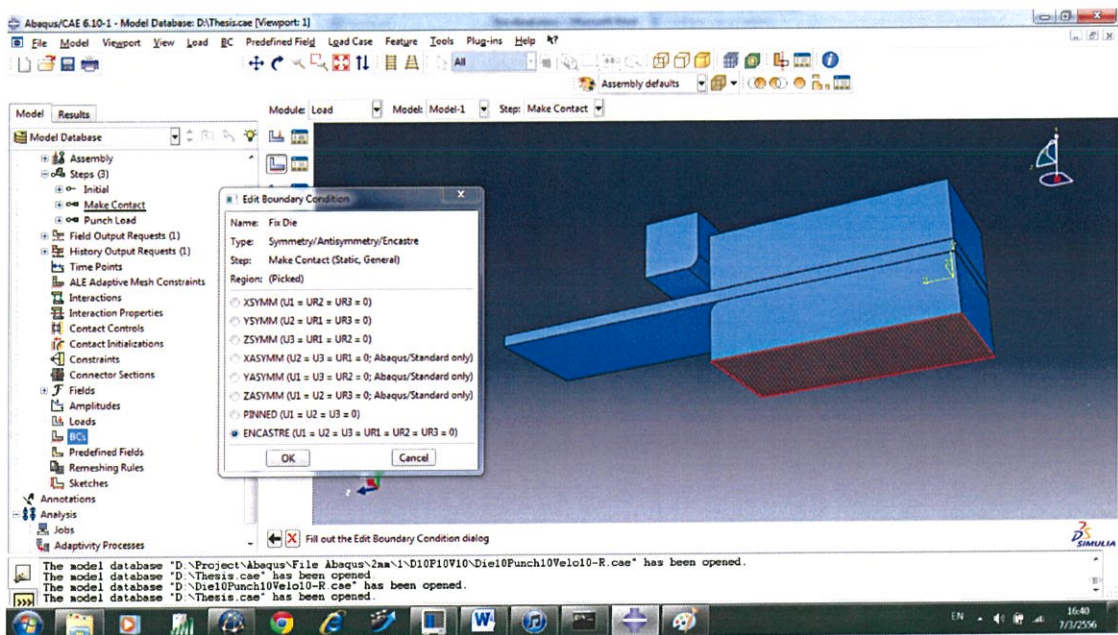 Abaqus/CAE 6.10-1 - Model Database: D:\Thesis.cae [Viewport: 1]
File Model Viewport View Load BC Predefined Field Load Case Feature Tools Plug-ins Help
All
Assembly defaults
Model Results
Module: Load Model: Model-1 Step: Make Contact
Model Database
Assembly
Steps (3)
Initial
Make Contact
Punch Load
Field Output Requests (1)
History Output Requests (1)
Time Points
ALE Adaptive Mesh Constraints
Interactions
Interaction Properties
Contact Controls
Contact Initializations
Constraints
Connector Sections
Fields
Amplitudes
Loads
BCs
Predefined Fields
Remeshing Rules
Sketches
Annotations
Analysis
Jobs
Adaptivity Processes
Edit Boundary Condition
Name: Fix Die
Type: Symmetry/Antisymmetry/Encastre
Step: Make Contact (Static, General)
Region: (Picked)
XSYMM (U1 = UR2 = UR3 = 0)
YSYMM (U2 = UR1 = UR3 = 0)
ZSYMM (U3 = UR1 = UR2 = 0)
XASYMM (U2 = U3 = UR1 = 0; Abaqus/Standard only)
YASYMM (U1 = U3 = UR2 = 0; Abaqus/Standard only)
ZASYMM (U1 = U2 = UR3 = 0; Abaqus/Standard only)
PINNED (U1 = U2 = U3 = 0)
ENCASTRE (U1 = U2 = U3 = UR1 = UR2 = UR3 = 0)
OK Cancel
Fill out the Edit Boundary Condition dialog
SIMULIA
The model database "D:\Project\Abaqus\File Abaqus\2mm\1\D10P10V10\Die10Punch10Velo10-R.cae" has been opened.
The model database "D:\Thesis.cae" has been opened.
The model database "D:\Die10Punch10Velo10-R.cae" has been opened.
The model database "D:\Thesis.cae" has been opened.
EN 16:40
7/3/2556